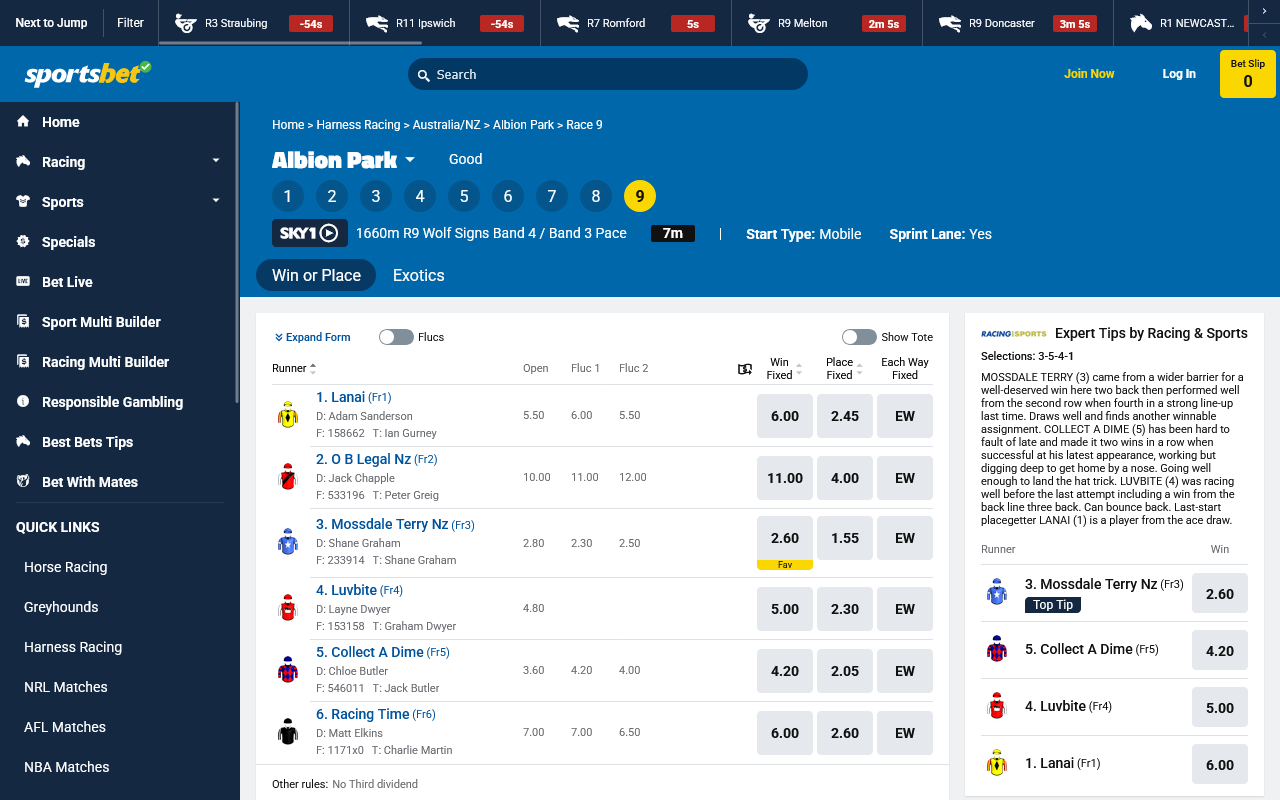 Next to Jump
Filter
R3 Straubing
-54s
R11 Ipswich
-54s
R7 Romford
5s
R9 Melton
2m 5s
R9 Doncaster
3m 5s
R1 NEWCAST...
sportsbet
Search
Join Now
Log In
Bet Slip
0
Home
Racing
Sports
Specials
Bet Live
Sport Multi Builder
Racing Multi Builder
Responsible Gambling
Best Bets Tips
Bet With Mates
QUICK LINKS
Horse Racing
Greyhounds
Harness Racing
NRL Matches
AFL Matches
NBA Matches
Home > Harness Racing > Australia/NZ > Albion Park > Race 9
Albion Park
Good
1 2 3 4 5 6 7 8 9
SKY1
1660m R9 Wolf Signs Band 4 / Band 3 Pace
7m
Start Type: Mobile
Sprint Lane: Yes
Win or Place
Exotics
Expand Form
Flucs
Show Tote
Runner
Open
Fluc 1
Fluc 2
Win Fixed
Place Fixed
Each Way Fixed
1. Lanai (Fr1)
D: Adam Sanderson
F: 158662 T: Ian Gurney
5.50 6.00 5.50
6.00 2.45 EW
2. O B Legal Nz (Fr2)
D: Jack Chapple
F: 533196 T: Peter Greig
10.00 11.00 12.00
11.00 4.00 EW
3. Mossdale Terry Nz (Fr3)
D: Shane Graham
F: 233914 T: Shane Graham
2.80 2.30 2.50
2.60 1.55 EW
Fav
4. Luvbite (Fr4)
D: Layne Dwyer
F: 153158 T: Graham Dwyer
4.80
5.00 2.30 EW
5. Collect A Dime (Fr5)
D: Chloe Butler
F: 546011 T: Jack Butler
3.60 4.20 4.00
4.20 2.05 EW
6. Racing Time (Fr6)
D: Matt Elkins
F: 1171x0 T: Charlie Martin
7.00 7.00 6.50
6.00 2.60 EW
Other rules: No Third dividend
RACING AND SPORTS
Expert Tips by Racing & Sports
Selections: 3-5-4-1
MOSSDALE TERRY (3) came from a wider barrier for a
well-deserved win here two back then performed well
from the second row when fourth in a strong line-up
last time. Draws well and finds another winnable
assignment. COLLECT A DIME (5) has been hard to
fault of late and made it two wins in a row when
successful at his latest appearance, working but
digging deep to get home by a nose. Going well
enough to land the hat trick. LUVBITE (4) was racing
well before the last attempt including a win from the
back line three back. Can bounce back. Last-start
placegetter LANAI (1) is a player from the ace draw.
Runner
Win
3. Mossdale Terry Nz (Fr3)
Top Tip
2.60
5. Collect A Dime (Fr5)
4.20
4. Luvbite (Fr4)
5.00
1. Lanai (Fr1)
6.00